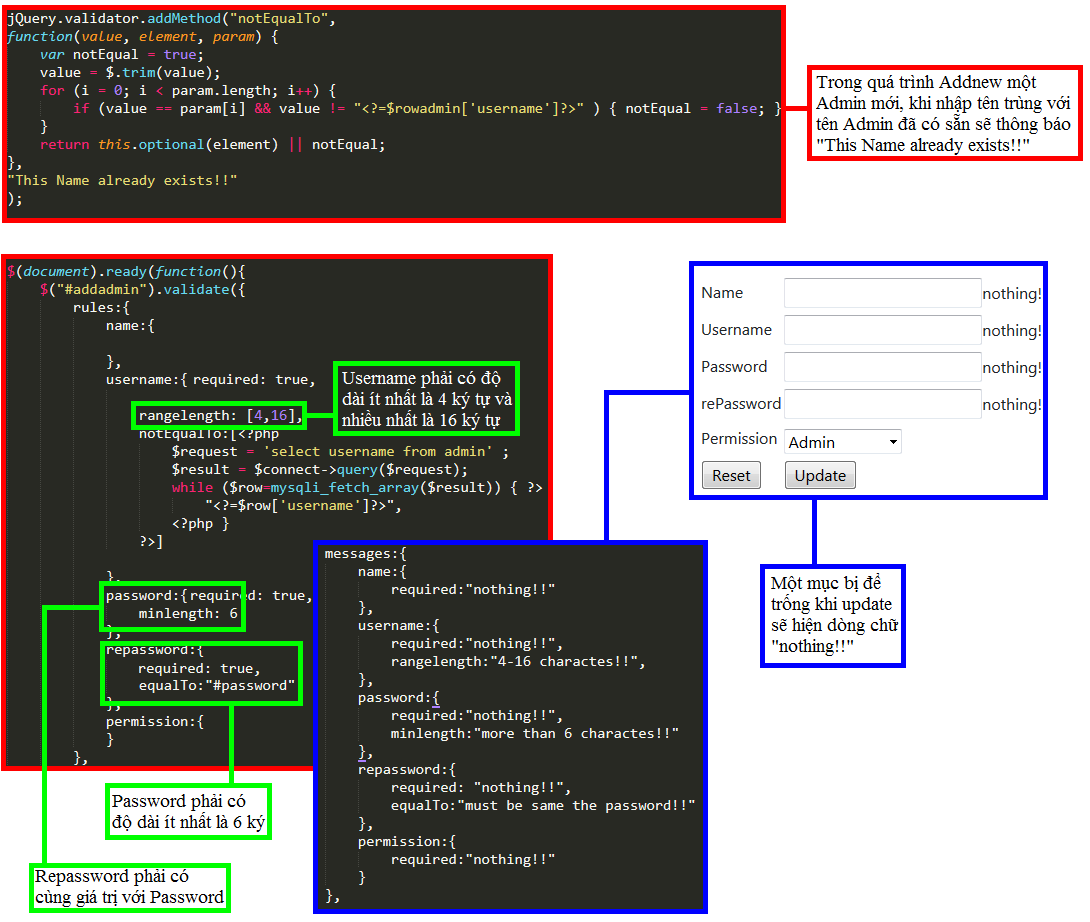 jQuery.validator.addMethod("notEqualTo",
function(value, element, param) {
var notEqual = true;
value = $.trim(value);
for (i = 0; i < param.length; i++) {
if (value == param[i] && value != "<?=$rowadmin['username']?>" ) { notEqual = false; }
}
return this.optional(element) || notEqual;
},
"This Name already exists!!"
);
Trong quá trình Addnew một
Admin mới, khi nhập tên trùng với
tên Admin đã có sẵn sẽ thông báo
"This Name already exists!!"
$(document).ready(function(){
$("#addadmin").validate({
rules:{
name:{
},
username:{ required: true,
rangelength: [4,16],
notEqualTo:[<?php
$request = 'select username from admin' ;
$result = $connect->query($request);
while ($row=mysqli_fetch_array($result)) { ?>
"<?=$row['username']?>",
<?php }
?>]
},
password:{required: true,
minlength: 6
},
repassword:{
required: true,
equalTo:"#password"
},
permission:{
}
},
Username phải có độ
dài ít nhất là 4 ký tự và
nhiều nhất là 16 ký tự
Name nothing!
Username nothing!
Password nothing!
rePassword nothing!
Permission Admin
Reset Update
Một mục bị để
trống khi update
sẽ hiện dòng chữ
"nothing!!"
messages:{
name:{
required:"nothing!!"
},
username:{
required:"nothing!!",
rangelength:"4-16 charactes!!",
},
password:{
required:"nothing!!",
minlength:"more than 6 charactes!!"
},
repassword:{
required: "nothing!!",
equalTo:"must be same the password!!"
},
permission:{
required:"nothing!!"
}
},
Password phải có
độ dài ít nhất là 6 ký
Repassword phải có
cùng giá trị với Password